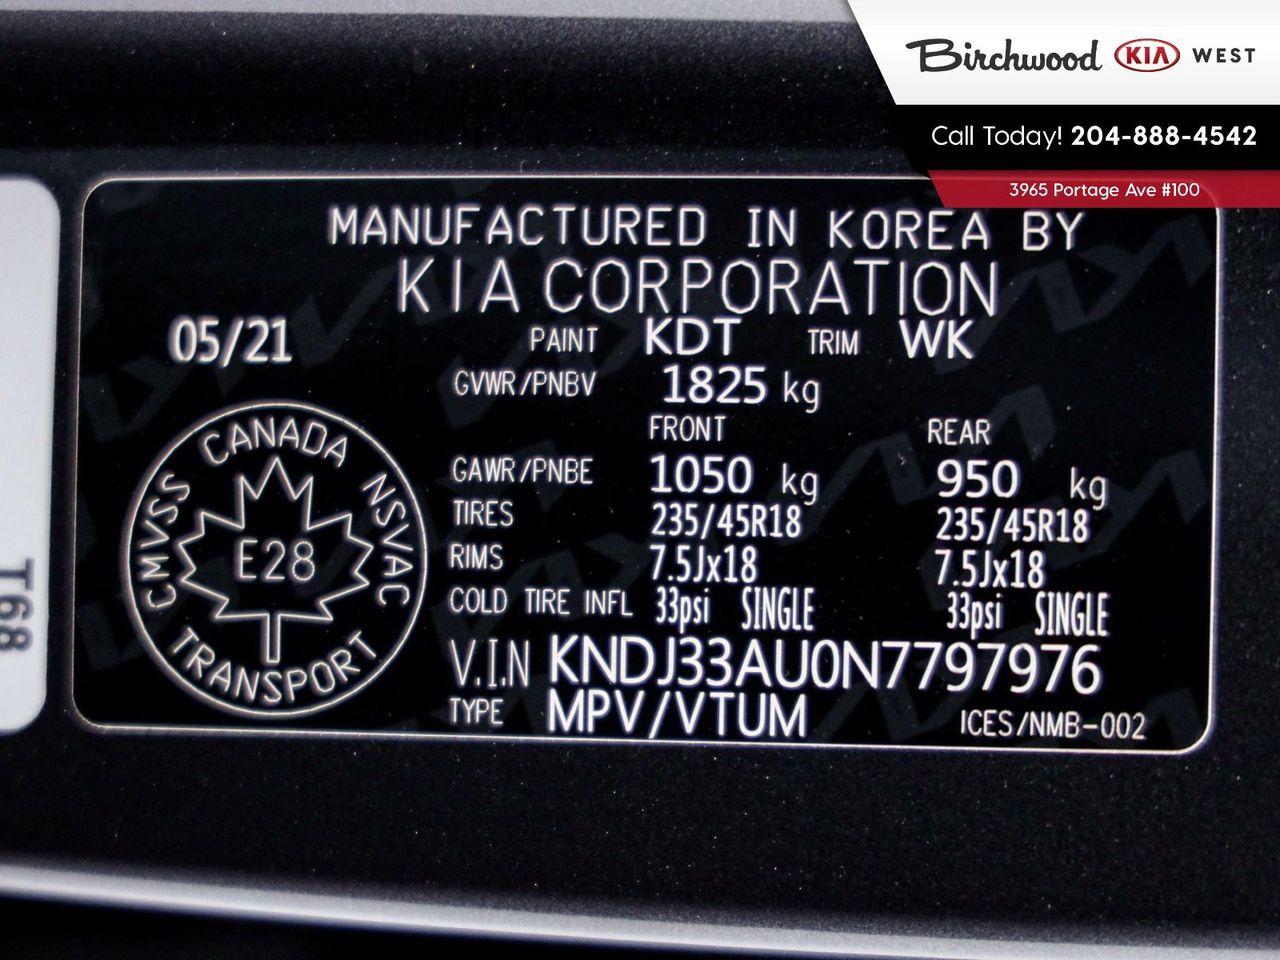 Birchwood KIA WEST
Call Today! 204-888-4542
3965 Portage Ave #100
MANUFACTURED IN KOREA BY
KIA CORPORATION
05/21 PAINT KDT TRIM WK
GVWR/PNBV 1825 kg
FRONT REAR
GAWR/PNBE 1050 kg 950 kg
TIRES 235/45R18 235/45R18
RIMS 7.5Jx18 7.5Jx18
COLD TIRE INFL 33psi SINGLE 33psi SINGLE
V.I.N KNDJ33AU0N7797976
TYPE MPV/VTUM ICES/NMB-002
CANADA
CMVSS NSVAC
E28
TRANSPORT
T68